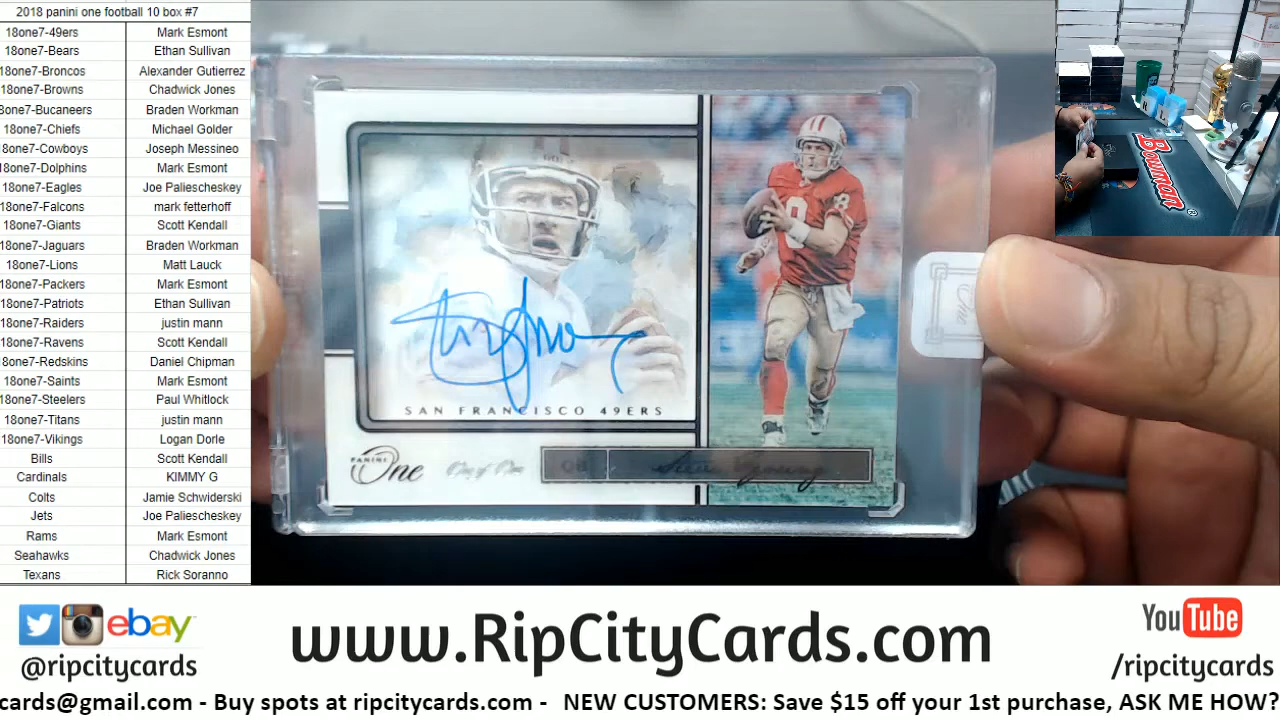 2018 panini one football 10 box #7
18one7-49ers Mark Esmont
18one7-Bears Ethan Sullivan
18one7-Broncos Alexander Gutierrez
18one7-Browns Chadwick Jones
8one7-Bucaneers Braden Workman
18one7-Chiefs Michael Golder
18one7-Cowboys Joseph Messineo
18one7-Dolphins Mark Esmont
18one7-Eagles Joe Paliescheskey
18one7-Falcons mark fetterhoff
18one7-Giants Scott Kendall
18one7-Jaguars Braden Workman
18one7-Lions Matt Lauck
18one7-Packers Mark Esmont
18one7-Patriots Ethan Sullivan
18one7-Raiders justin mann
18one7-Ravens Scott Kendall
18one7-Redskins Daniel Chipman
18one7-Saints Mark Esmont
18one7-Steelers Paul Whitlock
18one7-Titans justin mann
18one7-Vikings Logan Dorle
Bills Scott Kendall
Cardinals KIMMY G
Colts Jamie Schwiderski
Jets Joe Paliescheskey
Rams Mark Esmont
Seahawks Chadwick Jones
Texans Rick Soranno
SAN FRANCISCO 49ERS
PANINI One One of One QB Steve Young
8
One
Bowman
ebay
@ripcitycards
www.RipCityCards.com
YouTube
/ripcitycards
cards@gmail.com - Buy spots at ripcitycards.com - NEW CUSTOMERS: Save $15 off your 1st purchase, ASK ME HOW?